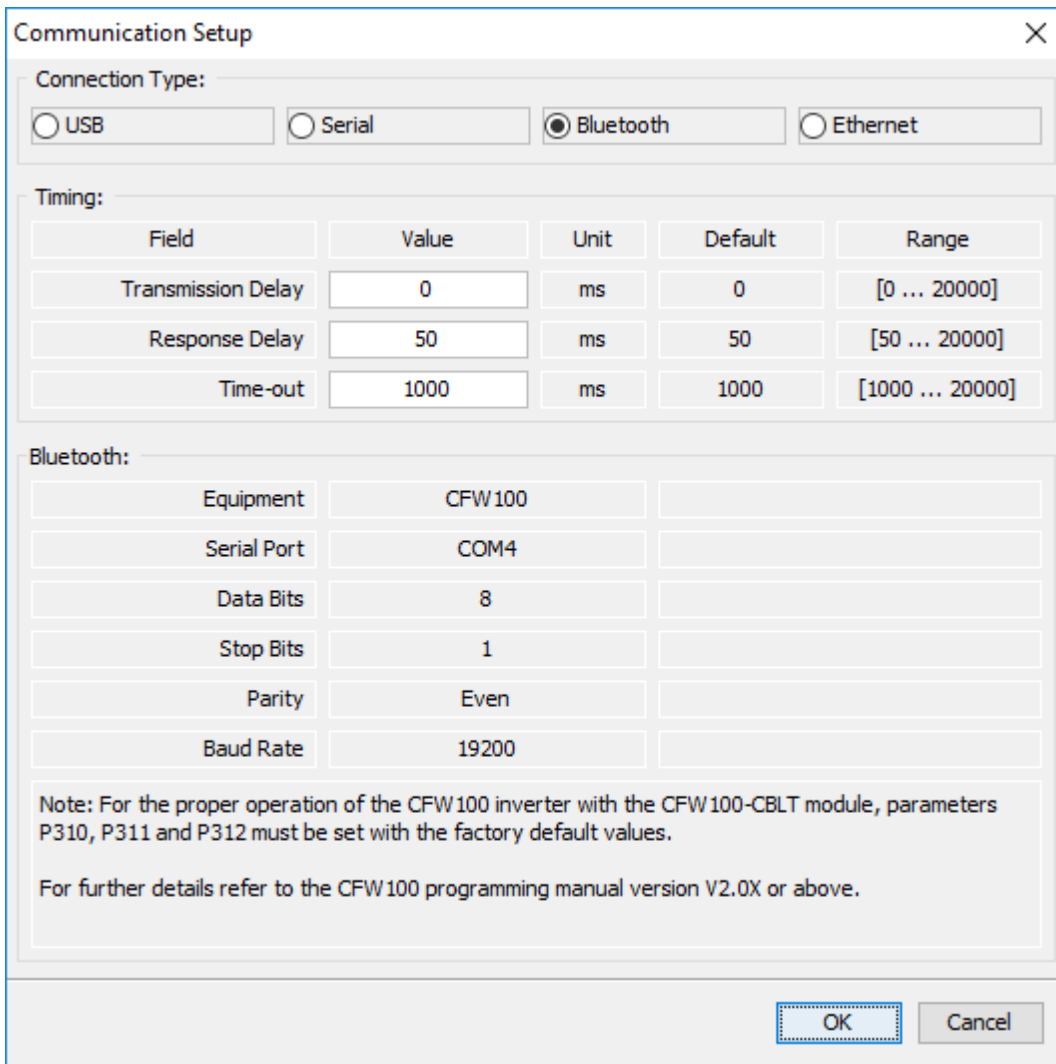 Communication Setup
Connection Type:
USB Serial Bluetooth Ethernet
Timing:
Field Value Unit Default Range
Transmission Delay 0 ms 0 [0 ... 20000]
Response Delay 50 ms 50 [50 ... 20000]
Time-out 1000 ms 1000 [1000 ... 20000]
Bluetooth:
Equipment CFW100
Serial Port COM4
Data Bits 8
Stop Bits 1
Parity Even
Baud Rate 19200
Note: For the proper operation of the CFW100 inverter with the CFW100-CBLT module, parameters
P310, P311 and P312 must be set with the factory default values.
For further details refer to the CFW100 programming manual version V2.0X or above.
OK Cancel